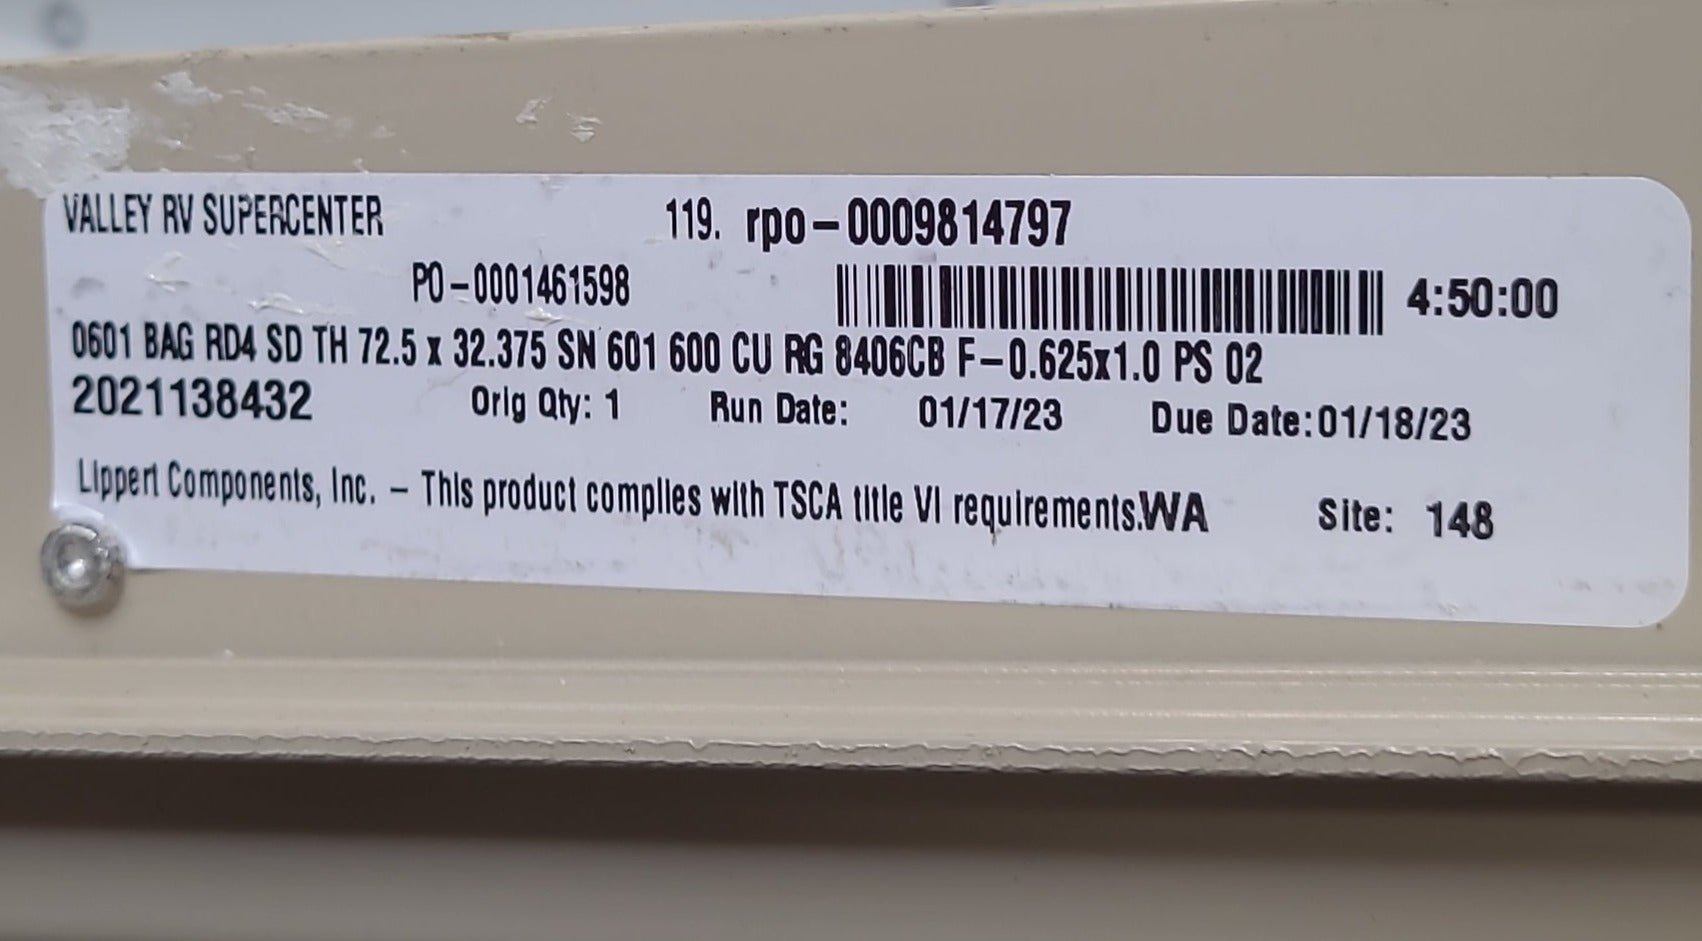 VALLEY RV SUPERCENTER 119. rpo-0009814797
PO-0001461598 4:50:00
0601 BAG RD4 SD TH 72.5 x 32.375 SN 601 600 CU RG 8406CB F-0.625x1.0 PS 02
2021138432 Orig Qty: 1 Run Date: 01/17/23 Due Date:01/18/23
Lippert Components, Inc. - This product complies with TSCA title VI requirements.WA Site: 148